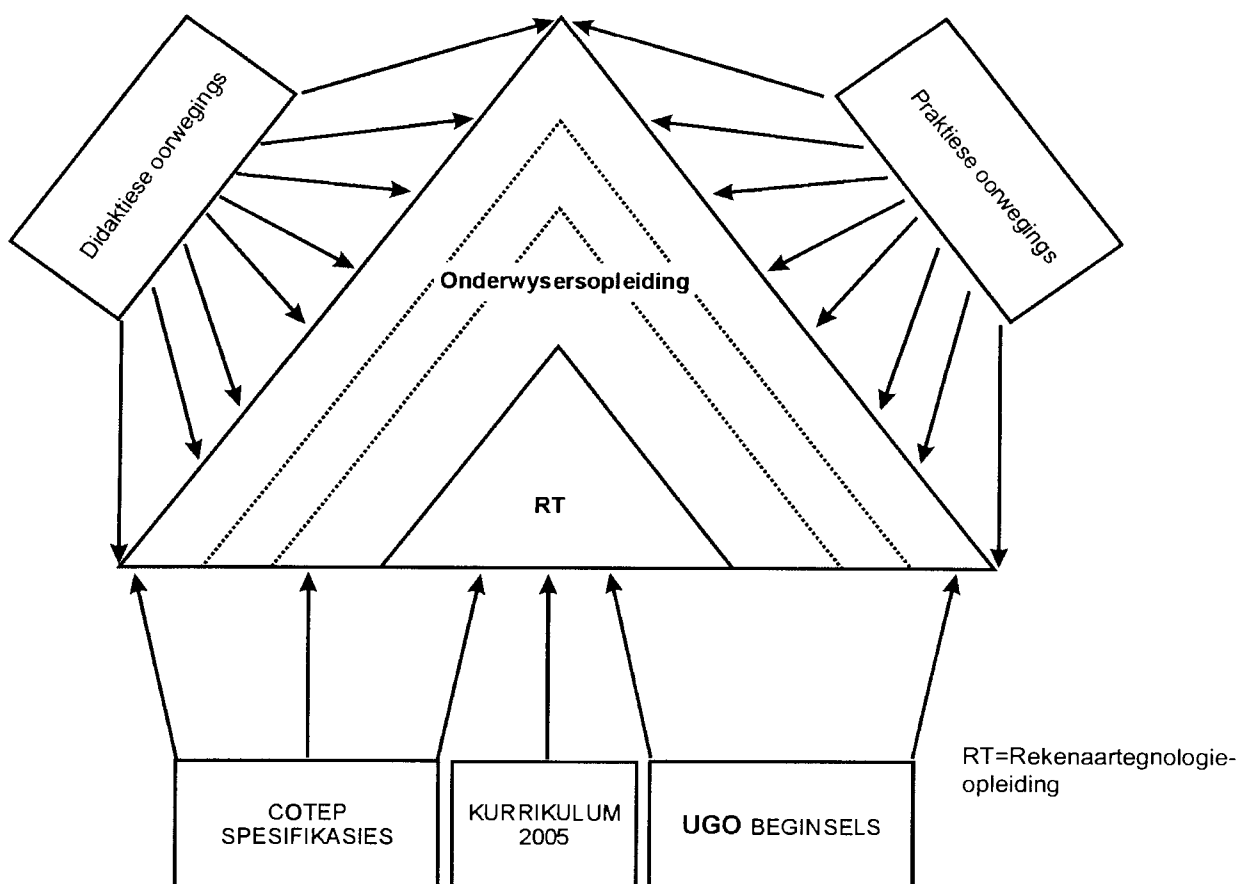 Didaktiese oorwegings
Praktiese oorwegings
Onderwysersopleiding
RT
RT=Rekenaartegnologie-
opleiding
COTEP
SPESIFIKASIES
KURRIKULUM
2005
UGO BEGINSELS